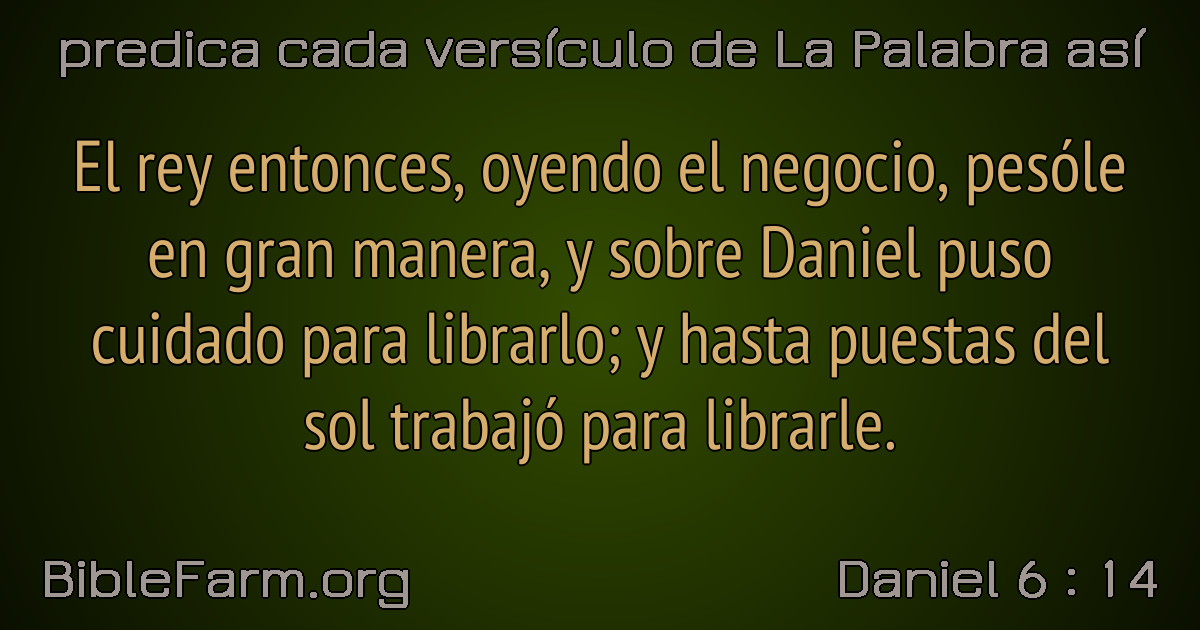 predica cada versículo de La Palabra así
El rey entonces, oyendo el negocio, pesóle
en gran manera, y sobre Daniel puso
cuidado para librarlo; y hasta puestas del
sol trabajó para librarle.
BibleFarm.org
Daniel 6 : 14